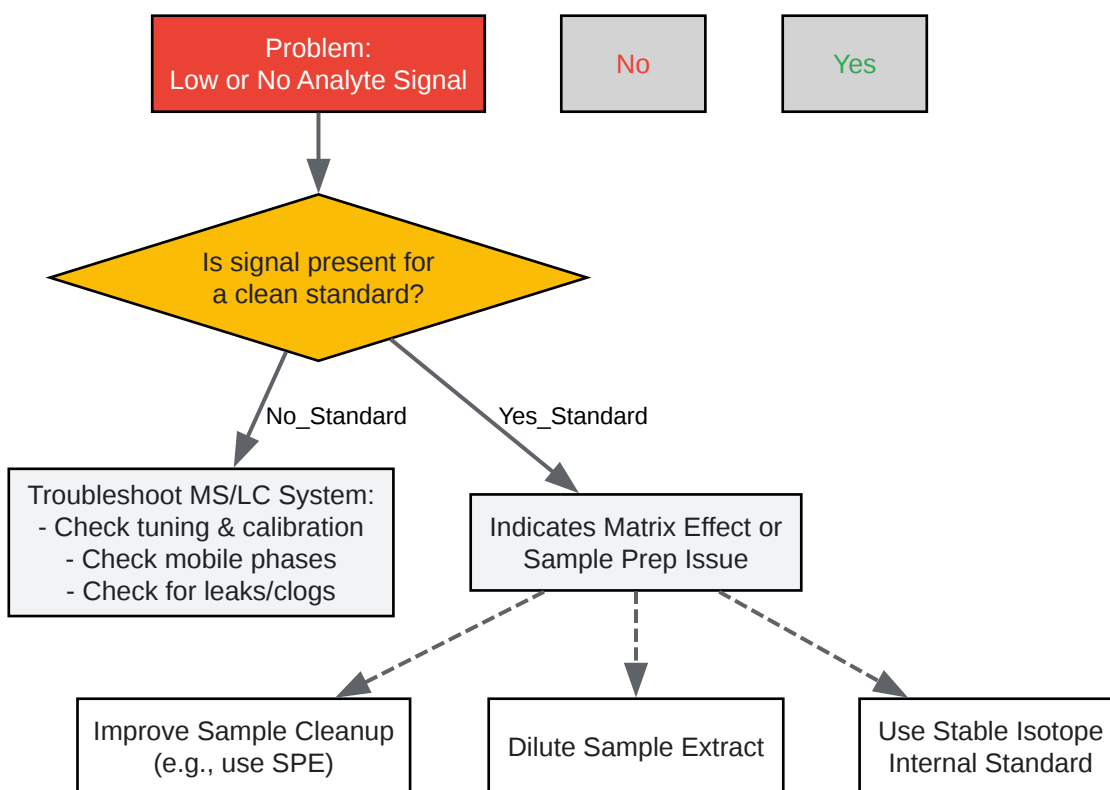 Problem:
Low or No Analyte Signal
No
Yes
Is signal present for
a clean standard?
No_Standard
Yes_Standard
Troubleshoot MS/LC System:
- Check tuning & calibration
- Check mobile phases
- Check for leaks/clogs
Indicates Matrix Effect or
Sample Prep Issue
Improve Sample Cleanup
(e.g., use SPE)
Dilute Sample Extract
Use Stable Isotope
Internal Standard